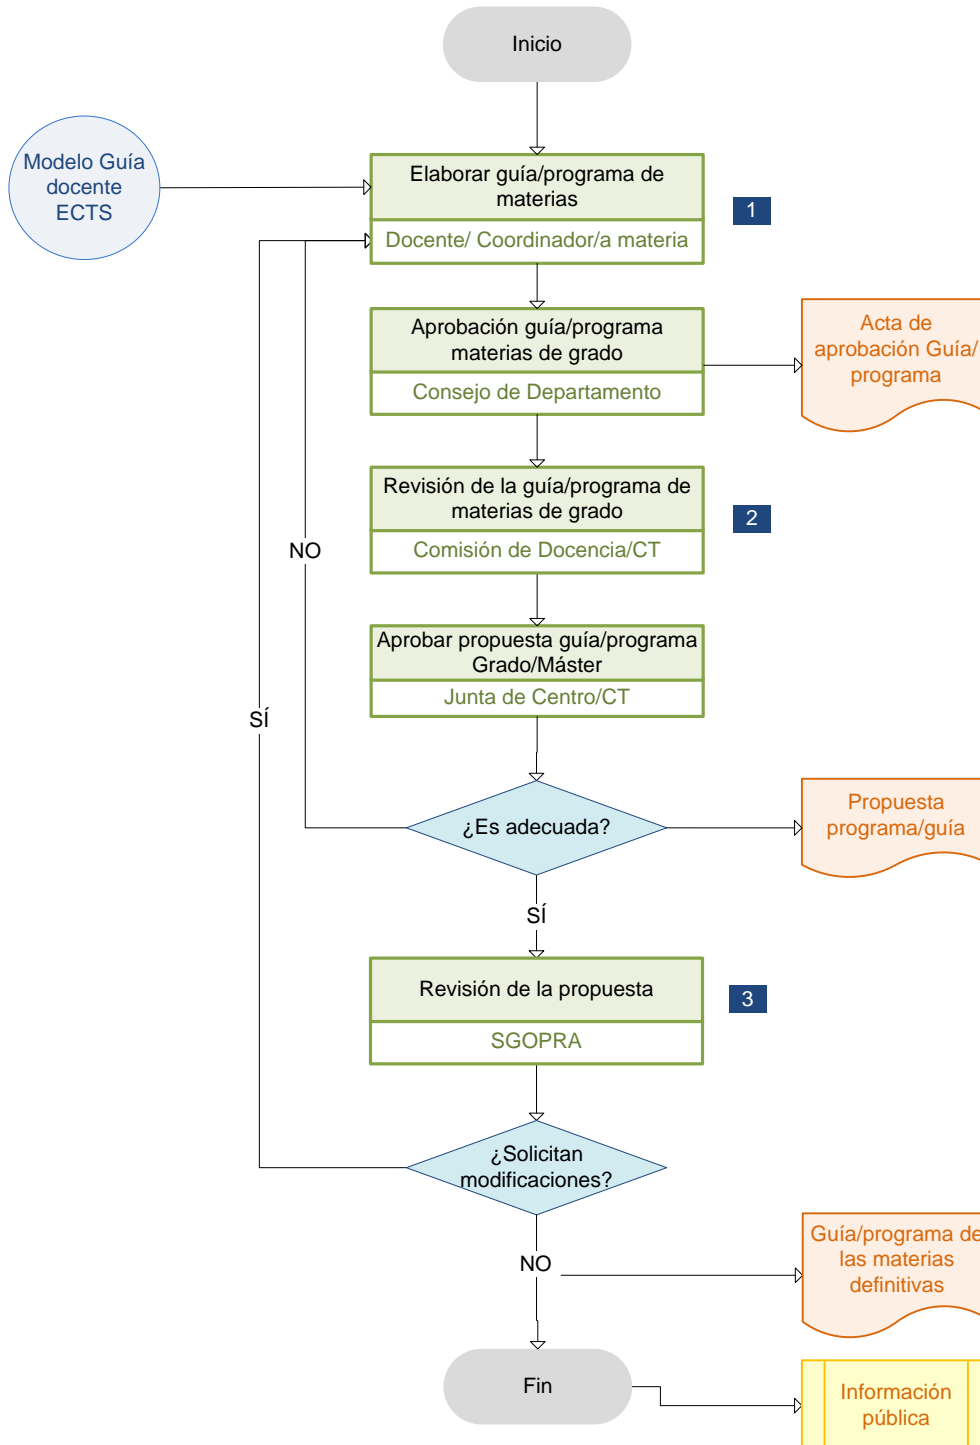 Inicio
Modelo Guía
docente
ECTS
Elaborar guía/programa de
materias
1
Docente/ Coordinador/a materia
Aprobación guía/programa
materias de grado
Consejo de Departamento
Acta de
aprobación Guía/
programa
Revisión de la guía/programa de
materias de grado
2
Comisión de Docencia/CT
NO
Aprobar propuesta guía/programa
Grado/Máster
Junta de Centro/CT
SÍ
¿Es adecuada?
Propuesta
programa/guía
SÍ
Revisión de la propuesta
3
SGOPRA
¿Solicitan
modificaciones?
NO
Guía/programa de
las materias
definitivas
Fin
Información
pública